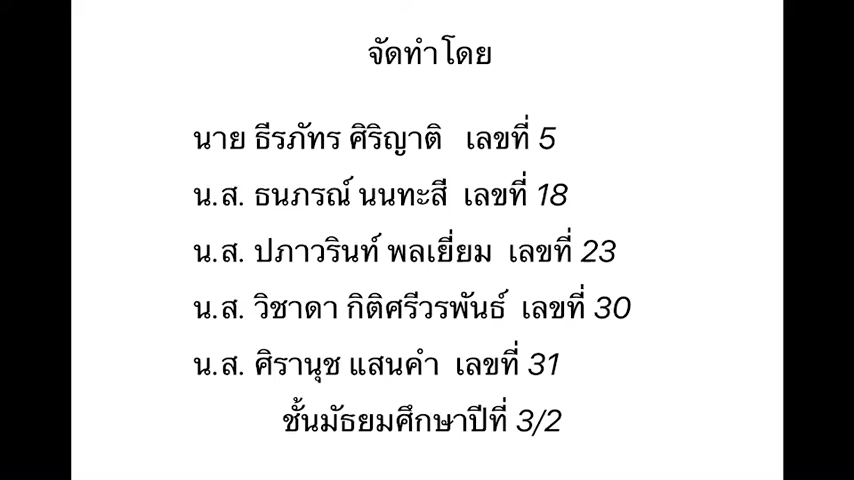 จัดทำโดย
นาย ธีรภัทร ศิริญาติ เลขที่ 5
น.ส. ธนภรณ์ นนทะสี เลขที่ 18
น.ส. ปภาวรินท์ พลเยี่ยม เลขที่ 23
น.ส. วิชาดา กิติศรีวรพันธ์ เลขที่ 30
น.ส. ศิรานุช แสนคำ เลขที่ 31
ชั้นมัธยมศึกษาปีที่ 3/2